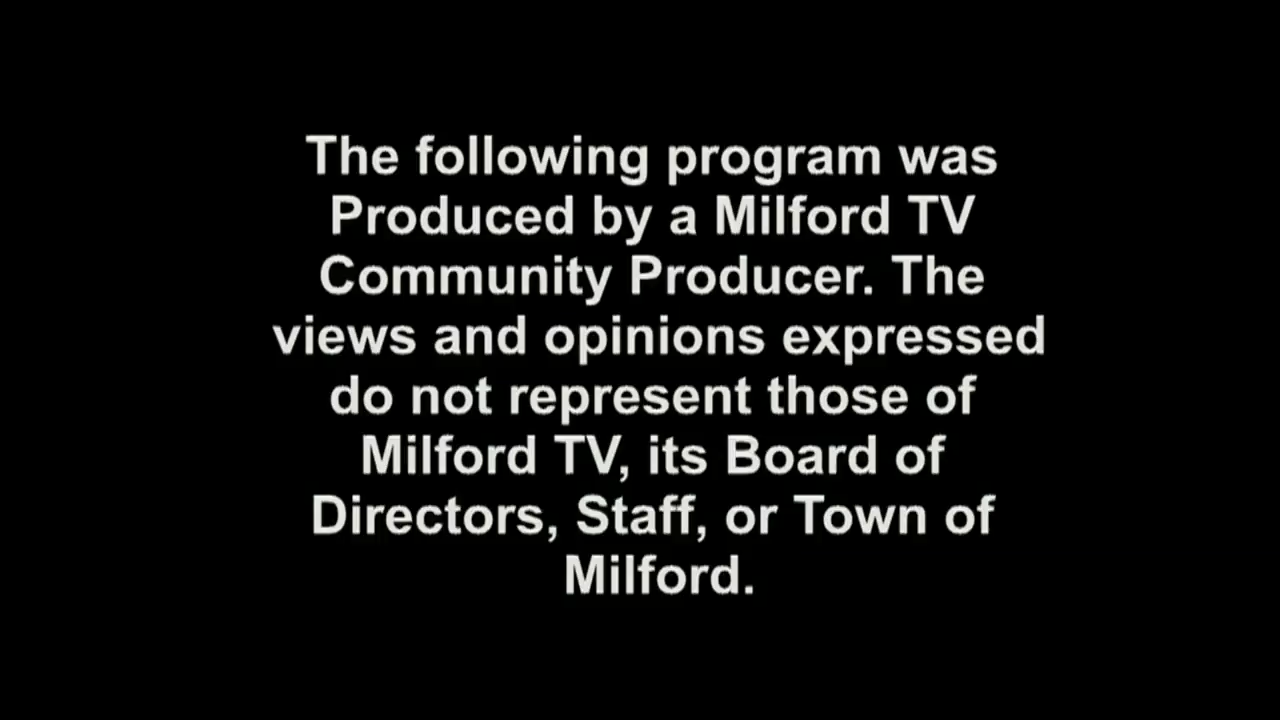 The following program was
Produced by a Milford TV
Community Producer. The
views and opinions expressed
do not represent those of
Milford TV, its Board of
Directors, Staff, or Town of
Milford.